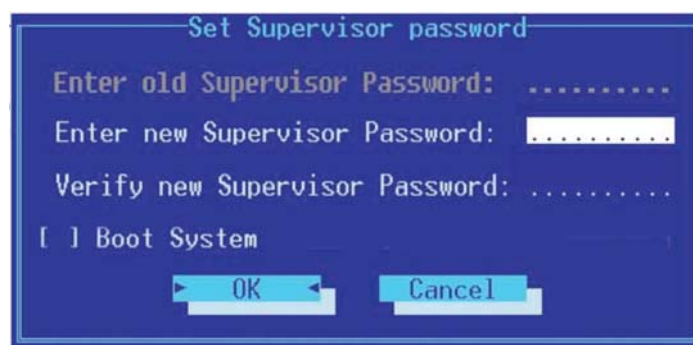 Set Supervisor password
Enter old Supervisor Password: ..........
Enter new Supervisor Password: ..........
Verify new Supervisor Password: ..........
[ ] Boot System
► OK ◄ Cancel